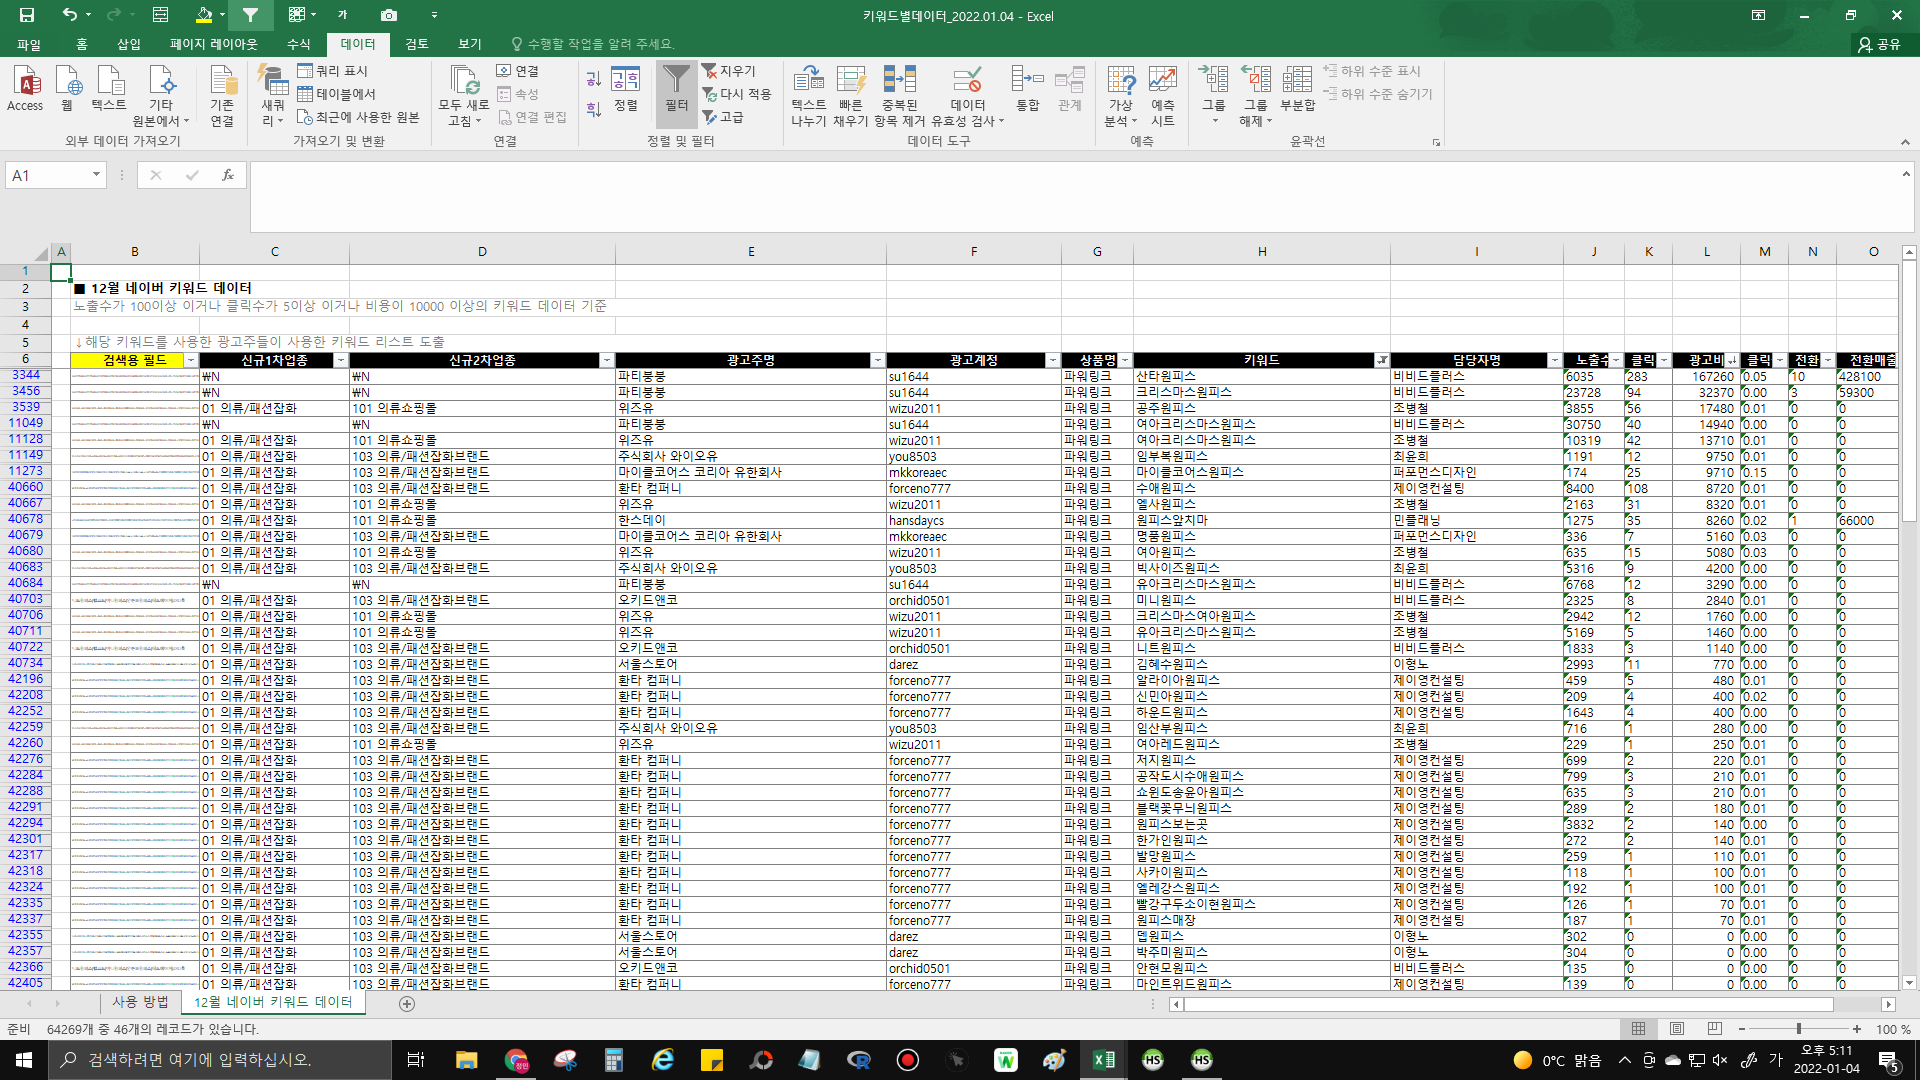 키워드별데이터_2022.01.04 - Excel
파일 홈 삽입 페이지 레이아웃 수식 데이터 검토 보기 수행할 작업을 알려 주세요. 공유
Access 웹 텍스트 기타 원본에서 기존 연결 새쿼리 쿼리 표시 테이블에서 최근에 사용한 원본 모두 새로 고침 연결 속성 연결 편집 정렬 필터 지우기 다시 적용 고급 텍스트 나누기 빠른 채우기 중복된 항목 제거 데이터 유효성 검사 통합 관계 가상 분석 예측 시트 그룹 그룹 해제 부분합 하위 수준 표시 하위 수준 숨기기
외부 데이터 가져오기 가져오기 및 변환 연결 정렬 및 필터 데이터 도구 예측 윤곽선
A1 fx
A B C D E F G H I J K L M N O
1
2 ■ 12월 네이버 키워드 데이터
3 노출수가 100이상 이거나 클릭수가 5이상 이거나 비용이 10000 이상의 키워드 데이터 기준
4
5 ↓해당 키워드를 사용한 광고주들이 사용한 키워드 리스트 도출
6 검색용 필드 신규1차업종 신규2차업종 광고주명 광고계정 상품명 키워드 담당자명 노출수 클릭 광고비 클릭 전환 전환매출
3344 ₩N ₩N 파티붕붕 su1644 파워링크 산타원피스 비비드플러스 6035 283 167260 0.05 10 428100
3456 ₩N ₩N 파티붕붕 su1644 파워링크 크리스마스원피스 비비드플러스 23728 94 32370 0.00 3 59300
3539 01 의류/패션잡화 101 의류쇼핑몰 위즈유 wizu2011 파워링크 공주원피스 조병철 3855 56 17480 0.01 0 0
11049 ₩N ₩N 파티붕붕 su1644 파워링크 여아크리스마스원피스 비비드플러스 30750 40 14940 0.00 0 0
11128 01 의류/패션잡화 101 의류쇼핑몰 위즈유 wizu2011 파워링크 여아크리스마스원피스 조병철 10319 42 13710 0.01 0 0
11149 01 의류/패션잡화 103 의류/패션잡화브랜드 주식회사 와이오유 you8503 파워링크 임부복원피스 최윤희 1191 12 9750 0.01 0 0
11273 01 의류/패션잡화 103 의류/패션잡화브랜드 마이클코어스 코리아 유한회사 mkkoreaec 파워링크 마이클코어스원피스 퍼포먼스디자인 174 25 9710 0.15 0 0
40660 01 의류/패션잡화 103 의류/패션잡화브랜드 환타 컴퍼니 forceno777 파워링크 수애원피스 제이영컨설팅 8400 108 8720 0.01 0 0
40667 01 의류/패션잡화 101 의류쇼핑몰 위즈유 wizu2011 파워링크 엘사원피스 조병철 2163 31 8320 0.01 0 0
40678 01 의류/패션잡화 101 의류쇼핑몰 한스데이 hansdaycs 파워링크 원피스앞치마 민플래닝 1275 35 8260 0.02 1 66000
40679 01 의류/패션잡화 103 의류/패션잡화브랜드 마이클코어스 코리아 유한회사 mkkoreaec 파워링크 명품원피스 퍼포먼스디자인 336 7 5160 0.03 0 0
40680 01 의류/패션잡화 101 의류쇼핑몰 위즈유 wizu2011 파워링크 여아원피스 조병철 635 15 5080 0.03 0 0
40683 01 의류/패션잡화 103 의류/패션잡화브랜드 주식회사 와이오유 you8503 파워링크 빅사이즈원피스 최윤희 5316 9 4200 0.00 0 0
40684 ₩N ₩N 파티붕붕 su1644 파워링크 유아크리스마스원피스 비비드플러스 6768 12 3290 0.00 0 0
40703 01 의류/패션잡화 103 의류/패션잡화브랜드 오키드앤코 orchid0501 파워링크 미니원피스 비비드플러스 2325 8 2840 0.01 0 0
40706 01 의류/패션잡화 101 의류쇼핑몰 위즈유 wizu2011 파워링크 크리스마스여아원피스 조병철 2942 12 1760 0.00 0 0
40711 01 의류/패션잡화 101 의류쇼핑몰 위즈유 wizu2011 파워링크 유아크리스마스원피스 조병철 5169 5 1460 0.00 0 0
40722 01 의류/패션잡화 103 의류/패션잡화브랜드 오키드앤코 orchid0501 파워링크 니트원피스 비비드플러스 1833 3 1140 0.00 0 0
40734 01 의류/패션잡화 103 의류/패션잡화브랜드 서울스토어 darez 파워링크 김혜수원피스 이형노 2993 11 770 0.00 0 0
42196 01 의류/패션잡화 103 의류/패션잡화브랜드 환타 컴퍼니 forceno777 파워링크 알라이아원피스 제이영컨설팅 459 5 480 0.01 0 0
42208 01 의류/패션잡화 103 의류/패션잡화브랜드 환타 컴퍼니 forceno777 파워링크 신민아원피스 제이영컨설팅 209 4 400 0.02 0 0
42252 01 의류/패션잡화 103 의류/패션잡화브랜드 환타 컴퍼니 forceno777 파워링크 하운드원피스 제이영컨설팅 1643 4 400 0.00 0 0
42259 01 의류/패션잡화 103 의류/패션잡화브랜드 주식회사 와이오유 you8503 파워링크 임산부원피스 최윤희 716 1 280 0.00 0 0
42260 01 의류/패션잡화 101 의류쇼핑몰 위즈유 wizu2011 파워링크 여아레드원피스 조병철 229 1 250 0.01 0 0
42276 01 의류/패션잡화 103 의류/패션잡화브랜드 환타 컴퍼니 forceno777 파워링크 저지원피스 제이영컨설팅 699 2 220 0.01 0 0
42284 01 의류/패션잡화 103 의류/패션잡화브랜드 환타 컴퍼니 forceno777 파워링크 공작도시수애원피스 제이영컨설팅 799 3 210 0.01 0 0
42288 01 의류/패션잡화 103 의류/패션잡화브랜드 환타 컴퍼니 forceno777 파워링크 쇼윈도송윤아원피스 제이영컨설팅 635 3 210 0.01 0 0
42291 01 의류/패션잡화 103 의류/패션잡화브랜드 환타 컴퍼니 forceno777 파워링크 블랙꽃무늬원피스 제이영컨설팅 289 2 180 0.01 0 0
42294 01 의류/패션잡화 103 의류/패션잡화브랜드 환타 컴퍼니 forceno777 파워링크 원피스보는곳 제이영컨설팅 3832 2 140 0.00 0 0
42301 01 의류/패션잡화 103 의류/패션잡화브랜드 환타 컴퍼니 forceno777 파워링크 한가인원피스 제이영컨설팅 272 2 140 0.01 0 0
42317 01 의류/패션잡화 103 의류/패션잡화브랜드 환타 컴퍼니 forceno777 파워링크 발망원피스 제이영컨설팅 259 1 110 0.01 0 0
42318 01 의류/패션잡화 103 의류/패션잡화브랜드 환타 컴퍼니 forceno777 파워링크 사카이원피스 제이영컨설팅 118 1 100 0.01 0 0
42324 01 의류/패션잡화 103 의류/패션잡화브랜드 환타 컴퍼니 forceno777 파워링크 엘레강스원피스 제이영컨설팅 192 1 100 0.01 0 0
42335 01 의류/패션잡화 103 의류/패션잡화브랜드 환타 컴퍼니 forceno777 파워링크 빨강구두소이현원피스 제이영컨설팅 126 1 70 0.01 0 0
42337 01 의류/패션잡화 103 의류/패션잡화브랜드 환타 컴퍼니 forceno777 파워링크 원피스매장 제이영컨설팅 187 1 70 0.01 0 0
42355 01 의류/패션잡화 103 의류/패션잡화브랜드 서울스토어 darez 파워링크 뎁원피스 이형노 302 0 0 0.00 0 0
42357 01 의류/패션잡화 103 의류/패션잡화브랜드 서울스토어 darez 파워링크 박주미원피스 이형노 304 0 0 0.00 0 0
42366 01 의류/패션잡화 103 의류/패션잡화브랜드 오키드앤코 orchid0501 파워링크 안현모원피스 비비드플러스 135 0 0 0.00 0 0
42405 01 의류/패션잡화 103 의류/패션잡화브랜드 환타 컴퍼니 forceno777 파워링크 마인트위드원피스 제이영컨설팅 139 0 0 0.00 0 0
사용 방법 12월 네이버 키워드 데이터
준비 64269개 중 46개의 레코드가 있습니다. 100 %
검색하려면 여기에 입력하십시오. 0°C 맑음 가 오후 5:11
2022-01-04 5